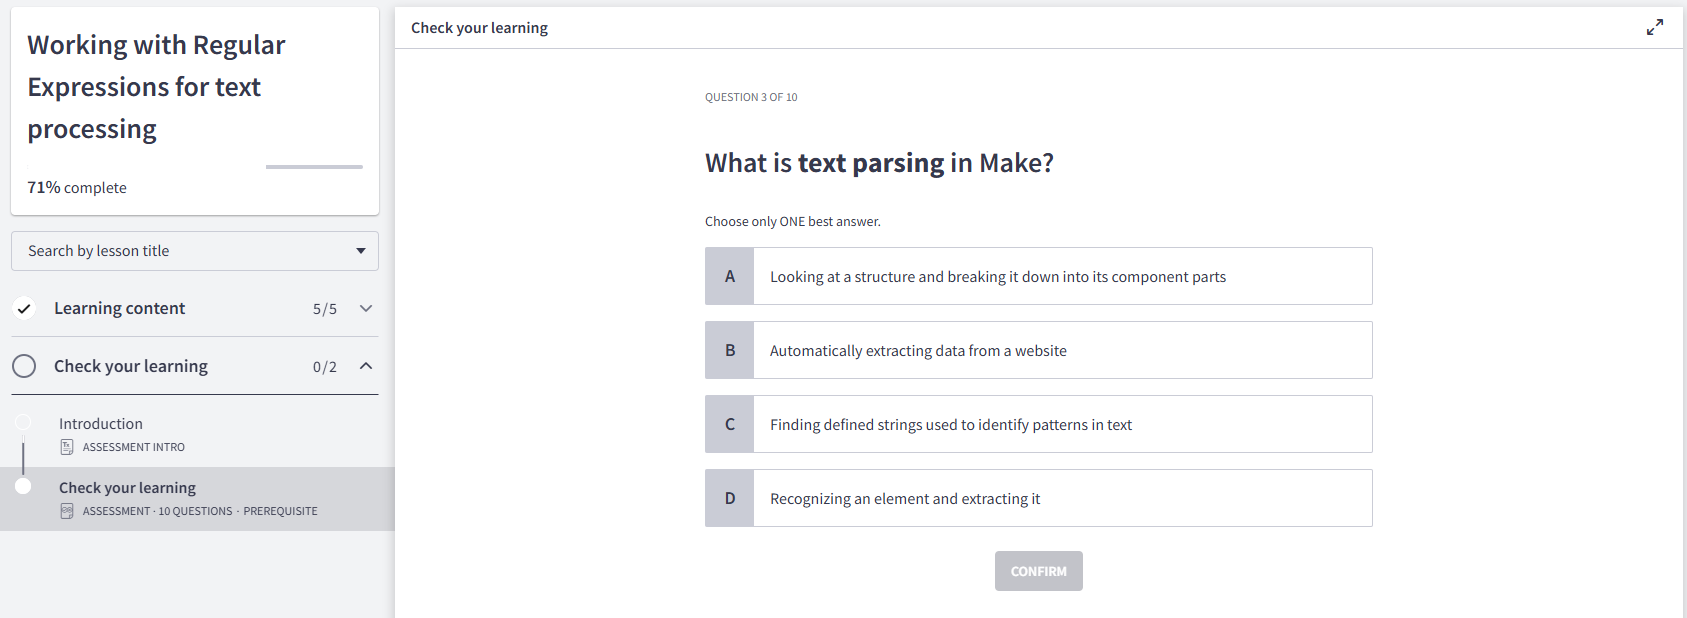 Working with Regular
Expressions for text
processing
71% complete
Search by lesson title
Learning content 5/5
Check your learning 0/2
Introduction
ASSESSMENT INTRO
Check your learning
ASSESSMENT · 10 QUESTIONS · PREREQUISITE
Check your learning
QUESTION 3 OF 10
What is text parsing in Make?
Choose only ONE best answer.
A Looking at a structure and breaking it down into its component parts
B Automatically extracting data from a website
C Finding defined strings used to identify patterns in text
D Recognizing an element and extracting it
CONFIRM